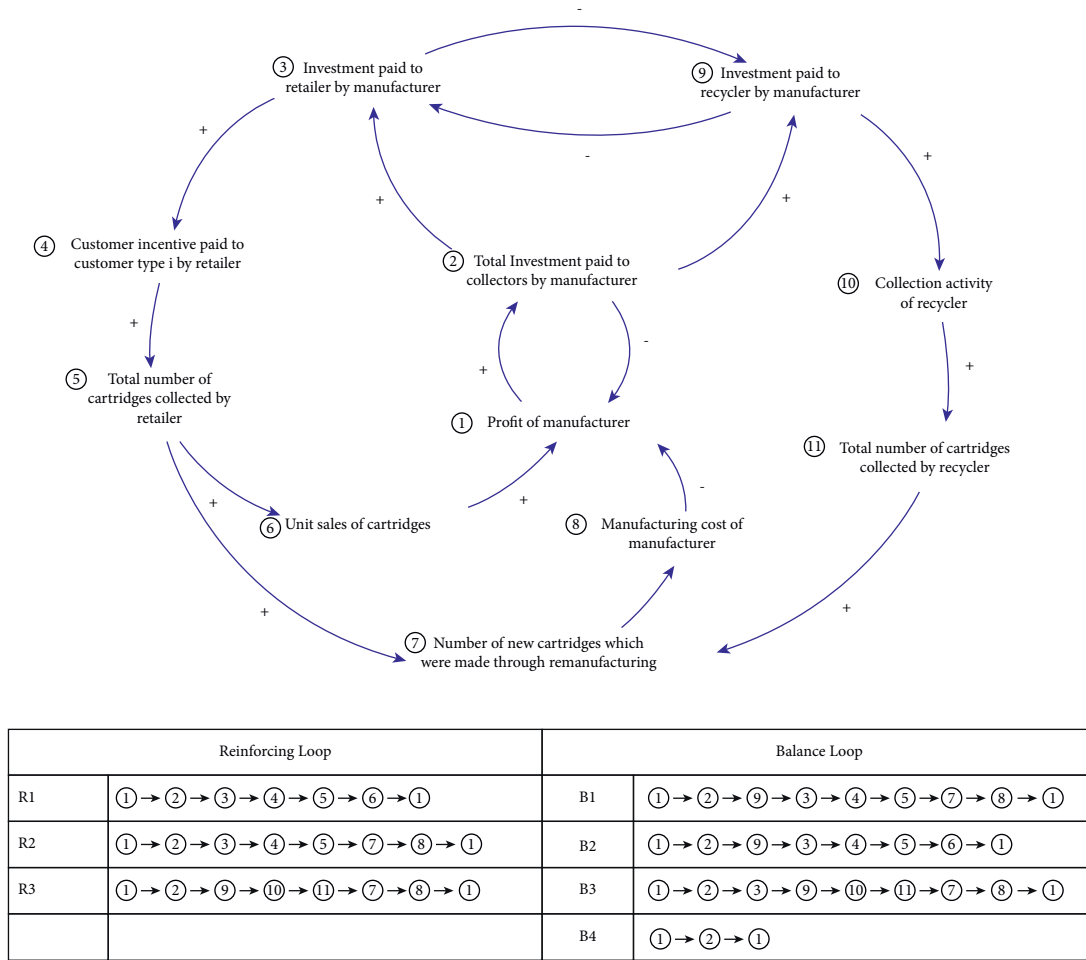 -
③ Investment paid to
retailer by manufacturer
⑨ Investment paid to
recycler by manufacturer
+
-
+
+
+
④ Customer incentive paid to
customer type i by retailer
② Total Investment paid to
collectors by manufacturer
⑩ Collection activity
of recycler
+
-
+
+
⑤ Total number of
cartridges collected by
retailer
① Profit of manufacturer
⑪ Total number of cartridges
collected by recycler
+
+
-
⑥ Unit sales of cartridges
⑧ Manufacturing cost of
manufacturer
+
+
⑦ Number of new cartridges which
were made through remanufacturing
Reinforcing Loop Balance Loop
R1 ① → ② → ③ → ④ → ⑤ → ⑥ → ① B1 ① → ② → ⑨ → ③ → ④ → ⑤ → ⑦ → ⑧ → ①
R2 ① → ② → ③ → ④ → ⑤ → ⑦ → ⑧ → ① B2 ① → ② → ⑨ → ③ → ④ → ⑤ → ⑥ → ①
R3 ① → ② → ⑨ → ⑩ → ⑪ → ⑦ → ⑧ → ① B3 ① → ② → ③ → ⑨ → ⑩ → ⑪ → ⑦ → ⑧ → ①
B4 ① → ② → ①